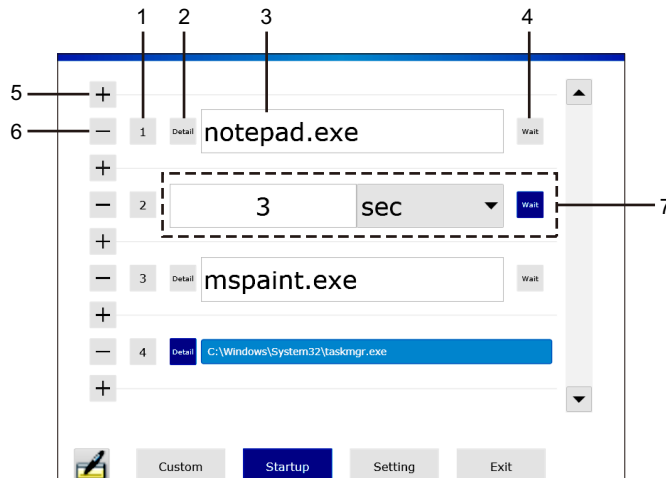 1 2 3 4
5 +
6 − 1 Detail notepad.exe Wait
+
− 2 3 sec Wait 7
+
− 3 Detail mspaint.exe Wait
+
− 4 Detail C:\Windows\System32\taskmgr.exe
+
Custom Startup Setting Exit